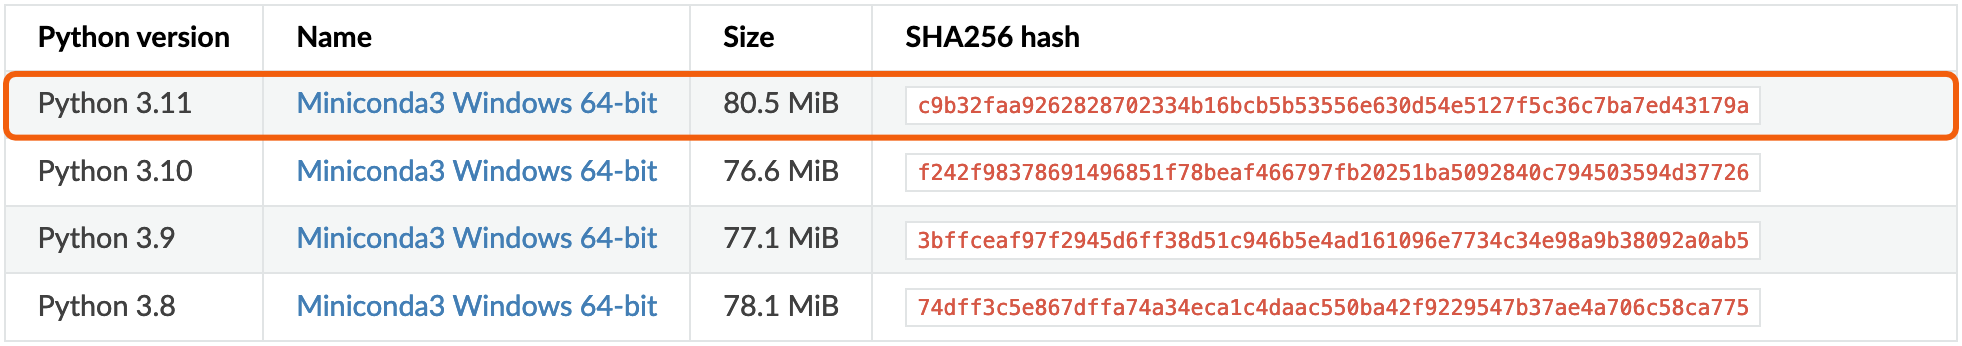 Python version Name Size SHA256 hash
Python 3.11 Miniconda3 Windows 64-bit 80.5 MiB c9b32faa9262828702334b16bcb5b53556e630d54e5127f5c36c7ba7ed43179a
Python 3.10 Miniconda3 Windows 64-bit 76.6 MiB f242f98378691496851f78beaf466797fb20251ba5092840c794503594d37726
Python 3.9 Miniconda3 Windows 64-bit 77.1 MiB 3bffceaf97f2945d6ff38d51c946b5e4ad161096e7734c34e98a9b38092a0ab5
Python 3.8 Miniconda3 Windows 64-bit 78.1 MiB 74dff3c5e867dffa74a34eca1c4daac550ba42f9229547b37ae4a706c58ca775